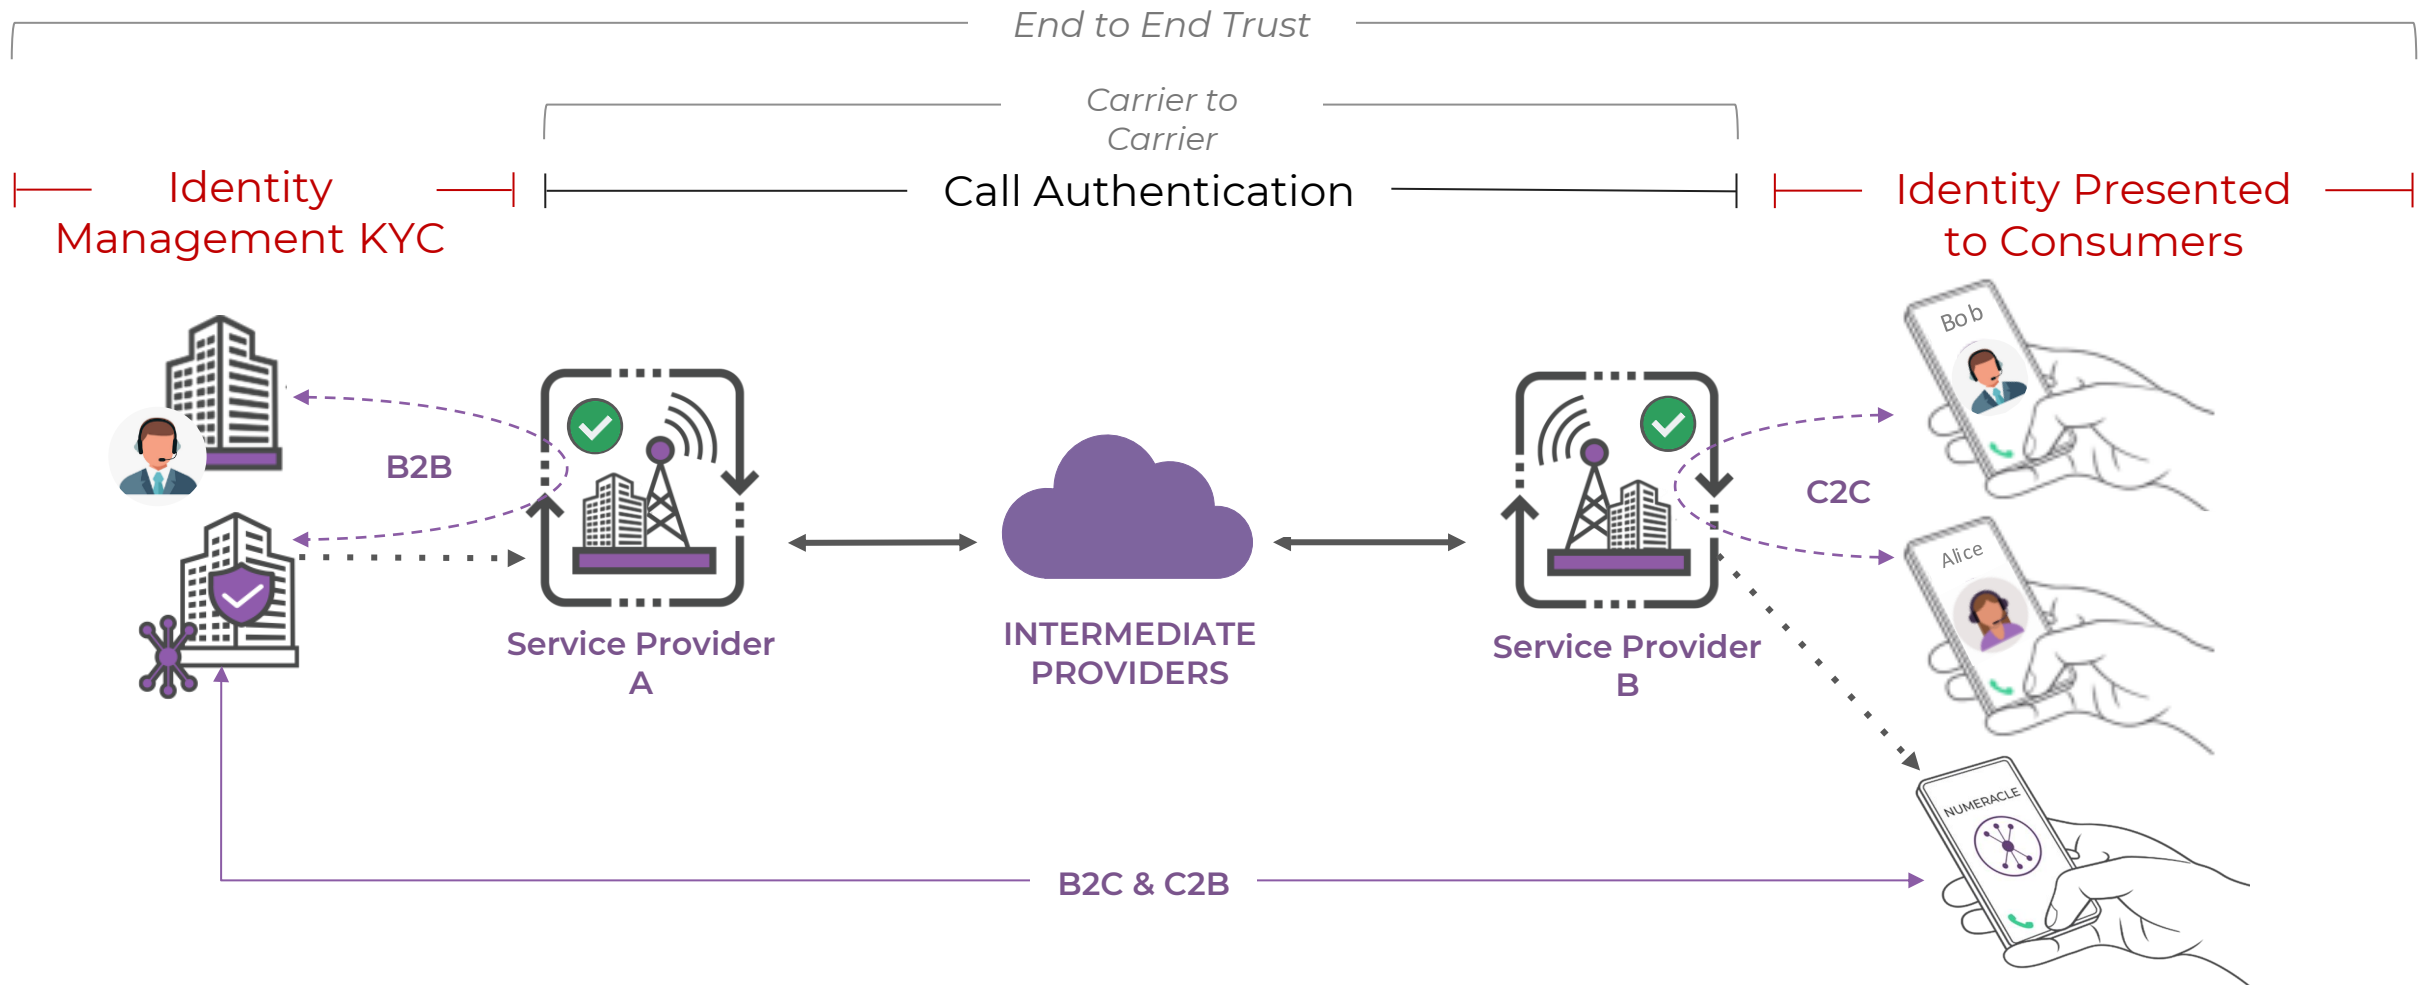 End to End Trust
Carrier to
Carrier
Identity
Management KYC
Call Authentication
Identity Presented
to Consumers
Bob
B2B
C2C
Alice
Service Provider
A
INTERMEDIATE
PROVIDERS
Service Provider
B
NUMERACLE
B2C & C2B